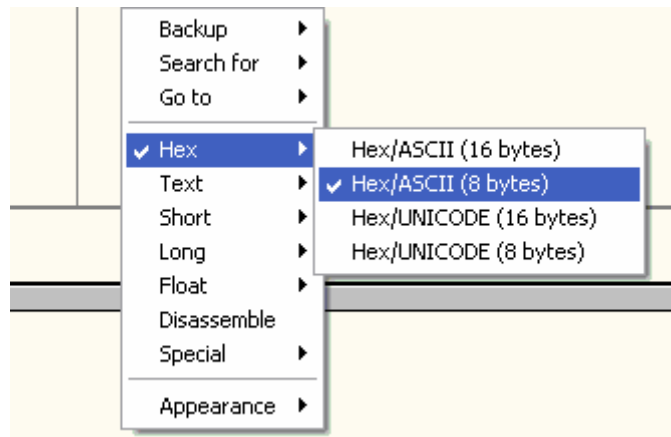 Backup
Search for
Go to
Hex
Text
Short
Long
Float
Disassemble
Special
Appearance
Hex/ASCII (16 bytes)
Hex/ASCII (8 bytes)
Hex/UNICODE (16 bytes)
Hex/UNICODE (8 bytes)